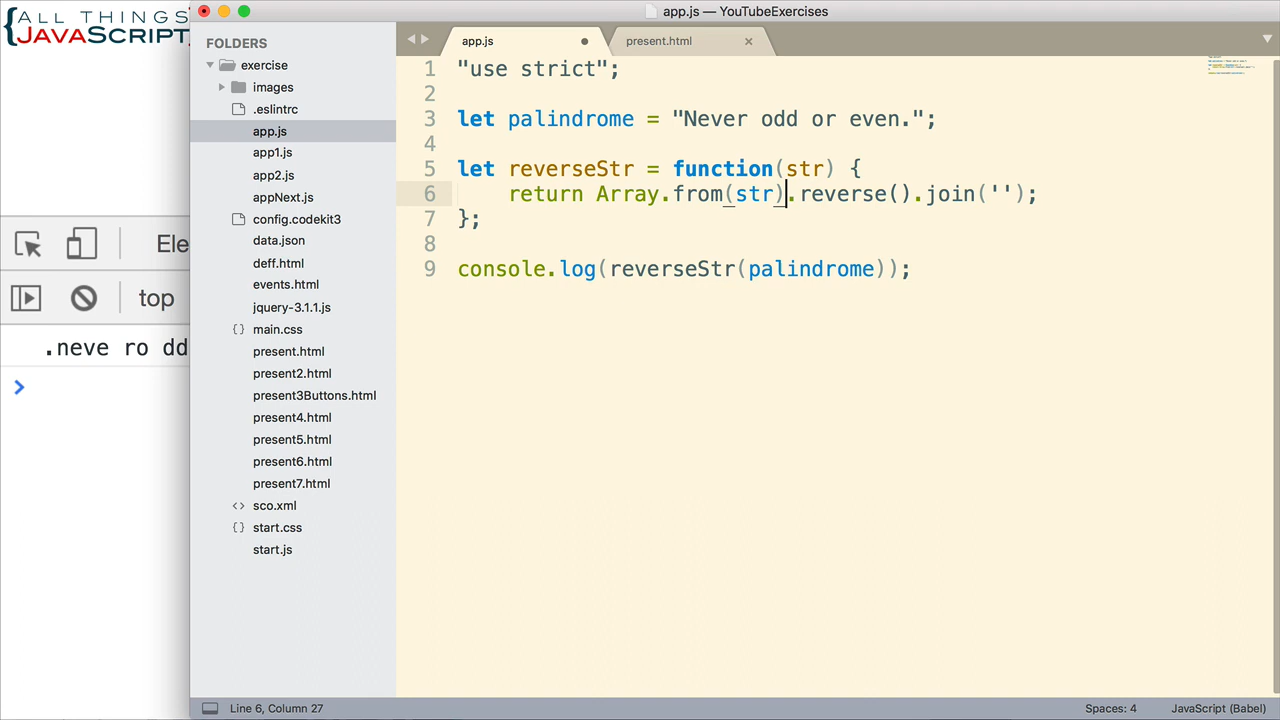 {ALL THINGS
JAVASCRIPT
app.js — YouTubeExercises
FOLDERS
exercise
images
.eslintrc
app.js
app1.js
app2.js
appNext.js
config.codekit3
data.json
deff.html
events.html
jquery-3.1.1.js
{} main.css
present.html
present2.html
present3Buttons.html
present4.html
present5.html
present6.html
present7.html
<> sco.xml
{} start.css
start.js
app.js
present.html ×
1 "use strict";
2
3 let palindrome = "Never odd or even.";
4
5 let reverseStr = function(str) {
6 return Array.from(str).reverse().join('');
7 };
8
9 console.log(reverseStr(palindrome));
Ele
top
.neve ro dd
>
Line 6, Column 27
Spaces: 4
JavaScript (Babel)